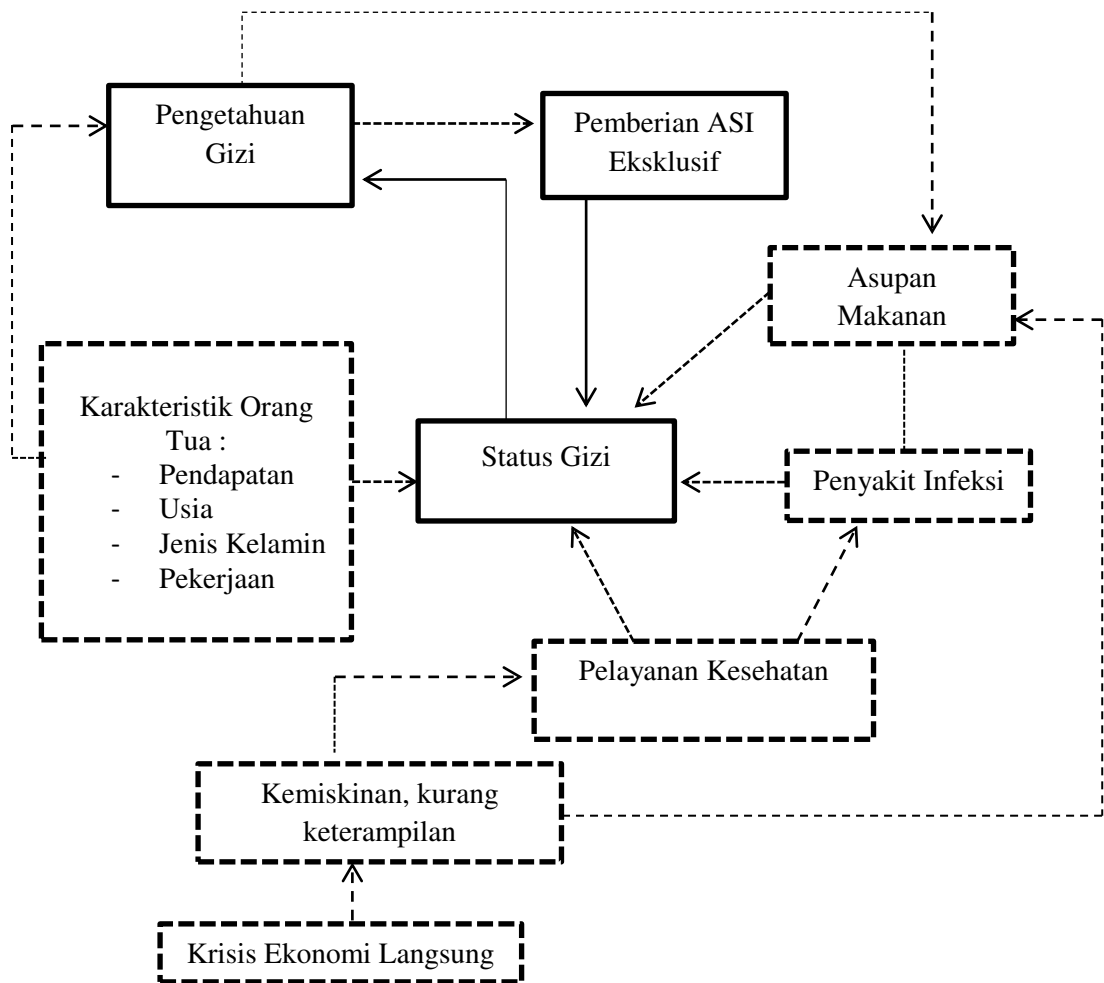 Pengetahuan
Gizi
Pemberian ASI
Eksklusif
Asupan
Makanan
Karakteristik Orang
Tua :
- Pendapatan
- Usia
- Jenis Kelamin
- Pekerjaan
Status Gizi
Penyakit Infeksi
Pelayanan Kesehatan
Kemiskinan, kurang
keterampilan
Krisis Ekonomi Langsung